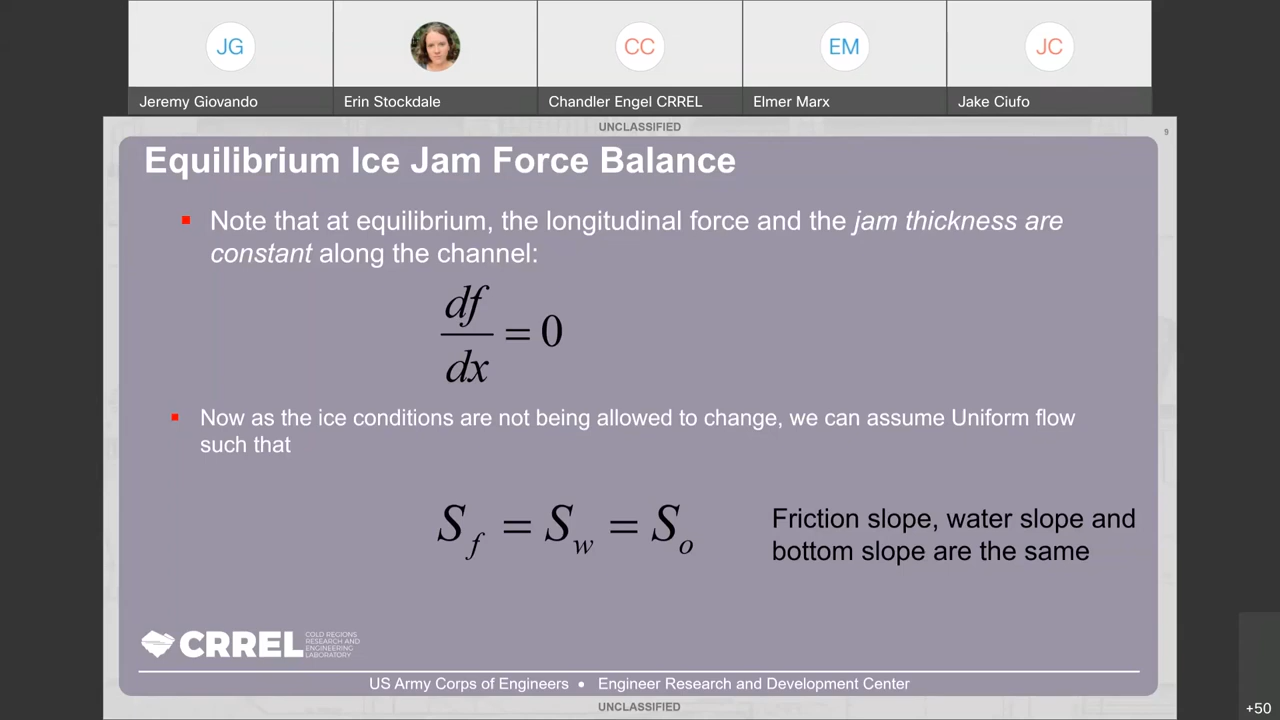 JG
CC
EM
JC
Jeremy Giovando
Erin Stockdale
Chandler Engel CRREL
Elmer Marx
Jake Ciufo
UNCLASSIFIED
9
Equilibrium Ice Jam Force Balance
Note that at equilibrium, the longitudinal force and the jam thickness are
constant along the channel:
df/dx = 0
Now as the ice conditions are not being allowed to change, we can assume Uniform flow
such that
S_f = S_w = S_o
Friction slope, water slope and
bottom slope are the same
CRREL
COLD REGIONS
RESEARCH AND
ENGINEERING
LABORATORY
US Army Corps of Engineers • Engineer Research and Development Center
UNCLASSIFIED
+50